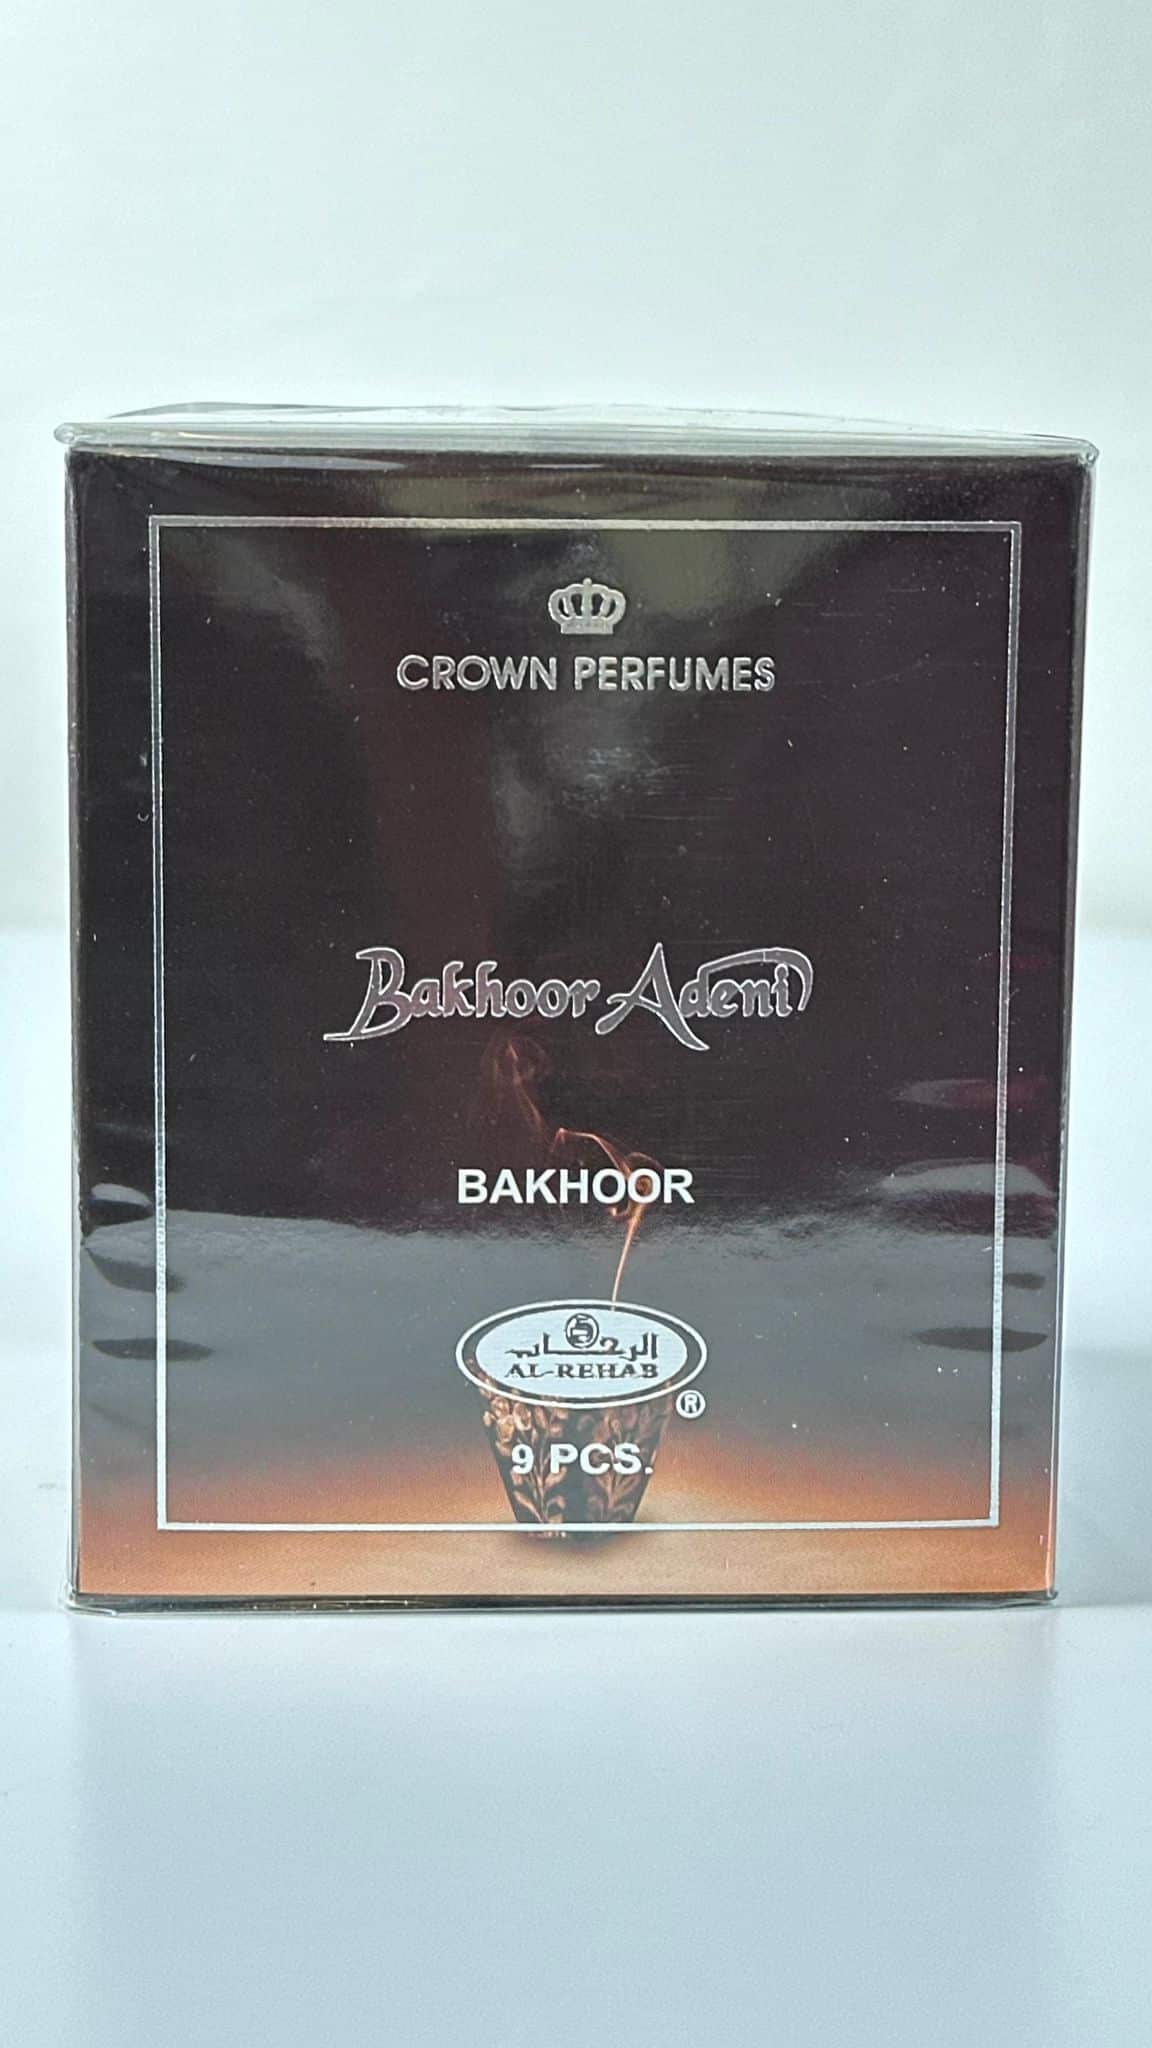 CROWN PERFUMES
Bakhoor Adeni
BAKHOOR
الرحاب
AL-REHAB
®
9 PCS.